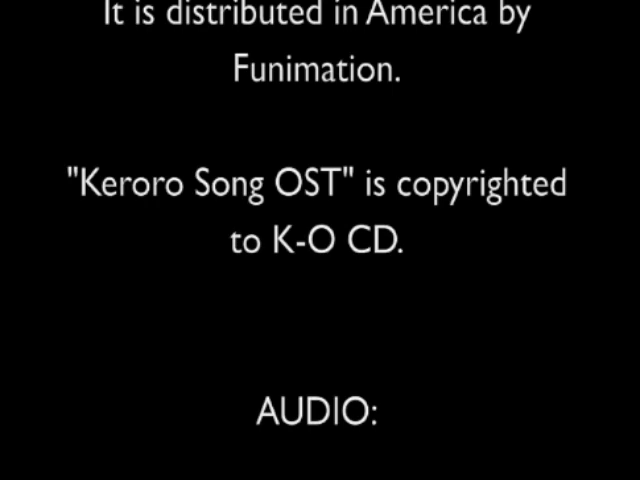 It is distributed in America by
Funimation.
"Keroro Song OST" is copyrighted
to K-O CD.
AUDIO: